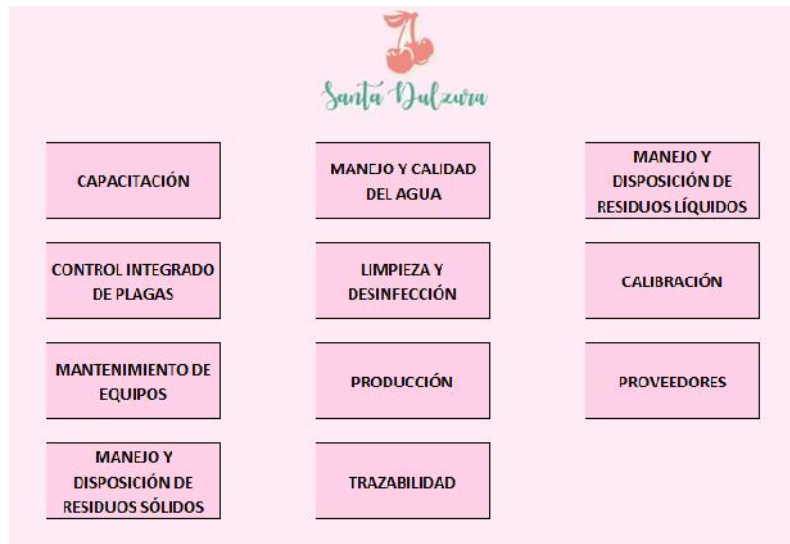 Santa Dulzura
CAPACITACIÓN
MANEJO Y CALIDAD
DEL AGUA
MANEJO Y
DISPOSICIÓN DE
RESIDUOS LÍQUIDOS
CONTROL INTEGRADO
DE PLAGAS
LIMPIEZA Y
DESINFECCIÓN
CALIBRACIÓN
MANTENIMIENTO DE
EQUIPOS
PRODUCCIÓN
PROVEEDORES
MANEJO Y
DISPOSICIÓN DE
RESIDUOS SÓLIDOS
TRAZABILIDAD